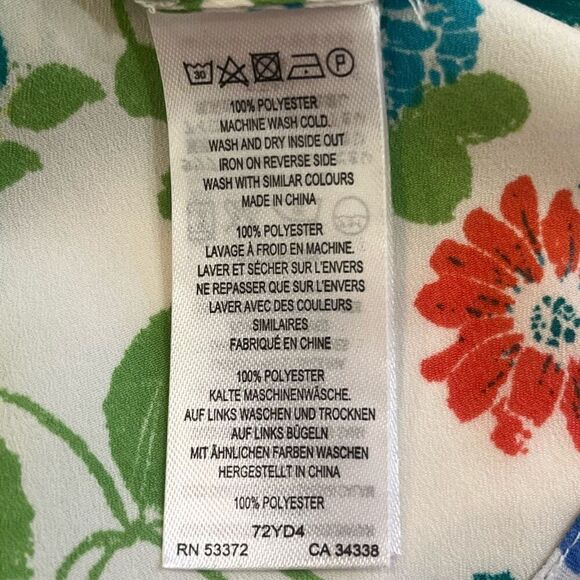 30 P
100% POLYESTER
MACHINE WASH COLD.
WASH AND DRY INSIDE OUT
IRON ON REVERSE SIDE
WASH WITH SIMILAR COLOURS
MADE IN CHINA
100% POLYESTER
LAVAGE À FROID EN MACHINE.
LAVER ET SÉCHER SUR L'ENVERS
NE REPASSER QUE SUR L'ENVERS
LAVER AVEC DES COULEURS
SIMILAIRES
FABRIQUÉ EN CHINE
100% POLYESTER
KALTE MASCHINENWÄSCHE.
AUF LINKS WASCHEN UND TROCKNEN
AUF LINKS BÜGELN
MIT ÄHNLICHEN FARBEN WASCHEN
HERGESTELLT IN CHINA
100% POLYESTER
72YD4
RN 53372 CA 34338